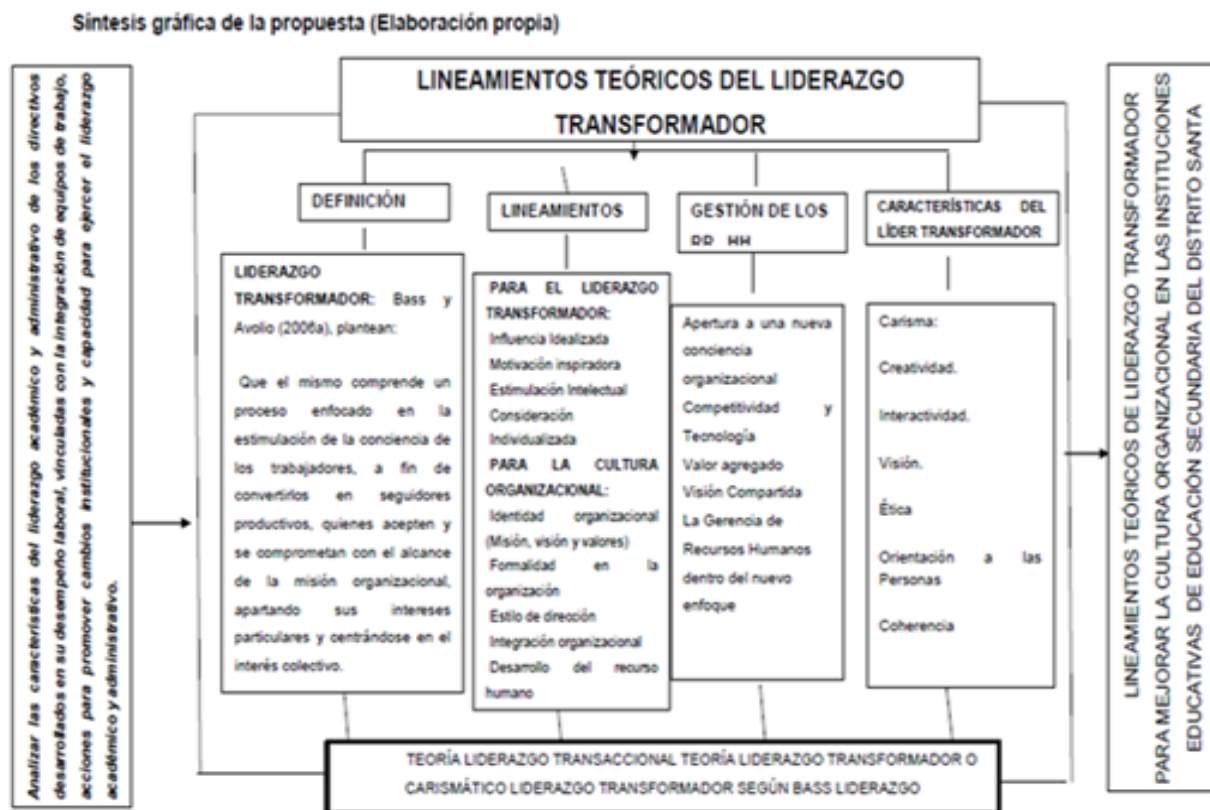 Síntesis gráfica de la propuesta (Elaboración propia)
Analizar las características del liderazgo académico y administrativo de los directivos
desarrollados en su desempeño laboral, vinculadas con la integración de equipos de trabajo,
acciones para promover cambios institucionales y capacidad para ejercer el liderazgo
académico y administrativo.
LINEAMIENTOS TEÓRICOS DEL LIDERAZGO
TRANSFORMADOR
DEFINICIÓN
LIDERAZGO
TRANSFORMADOR: Bass y
Avolio (2006a), plantean:
Que el mismo comprende un
proceso enfocado en la
estimulación de la conciencia de
los trabajadores, a fin de
convertirlos en seguidores
productivos, quienes acepten y
se comprometan con el alcance
de la misión organizacional,
apartando sus intereses
particulares y centrándose en el
interés colectivo.
LINEAMIENTOS
PARA EL LIDERAZGO
TRANSFORMADOR:
Influencia Idealizada
Motivación inspiradora
Estimulación Intelectual
Consideración
Individualizada
PARA LA CULTURA
ORGANIZACIONAL:
Identidad organizacional
(Misión, visión y valores)
Formalidad en la
organización
Estilo de dirección
Integración organizacional
Desarrollo del recurso
humano
GESTIÓN DE LOS
RR. HH
Apertura a una nueva
conciencia
organizacional
Competitividad y
Tecnología
Valor agregado
Visión Compartida
La Gerencia de
Recursos Humanos
dentro del nuevo
enfoque
CARACTERÍSTICAS DEL
LÍDER TRANSFORMADOR
Carisma:
Creatividad.
Interactividad.
Visión.
Ética
Orientación a las
Personas
Coherencia
TEORÍA LIDERAZGO TRANSACCIONAL TEORÍA LIDERAZGO TRANSFORMADOR O
CARISMÁTICO LIDERAZGO TRANSFORMADOR SEGÚN BASS LIDERAZGO
LINEAMIENTOS TEÓRICOS DE LIDERAZGO TRANSFORMADOR
PARA MEJORAR LA CULTURA ORGANIZACIONAL EN LAS INSTITUCIONES
EDUCATIVAS DE EDUCACIÓN SECUNDARIA DEL DISTRITO SANTA